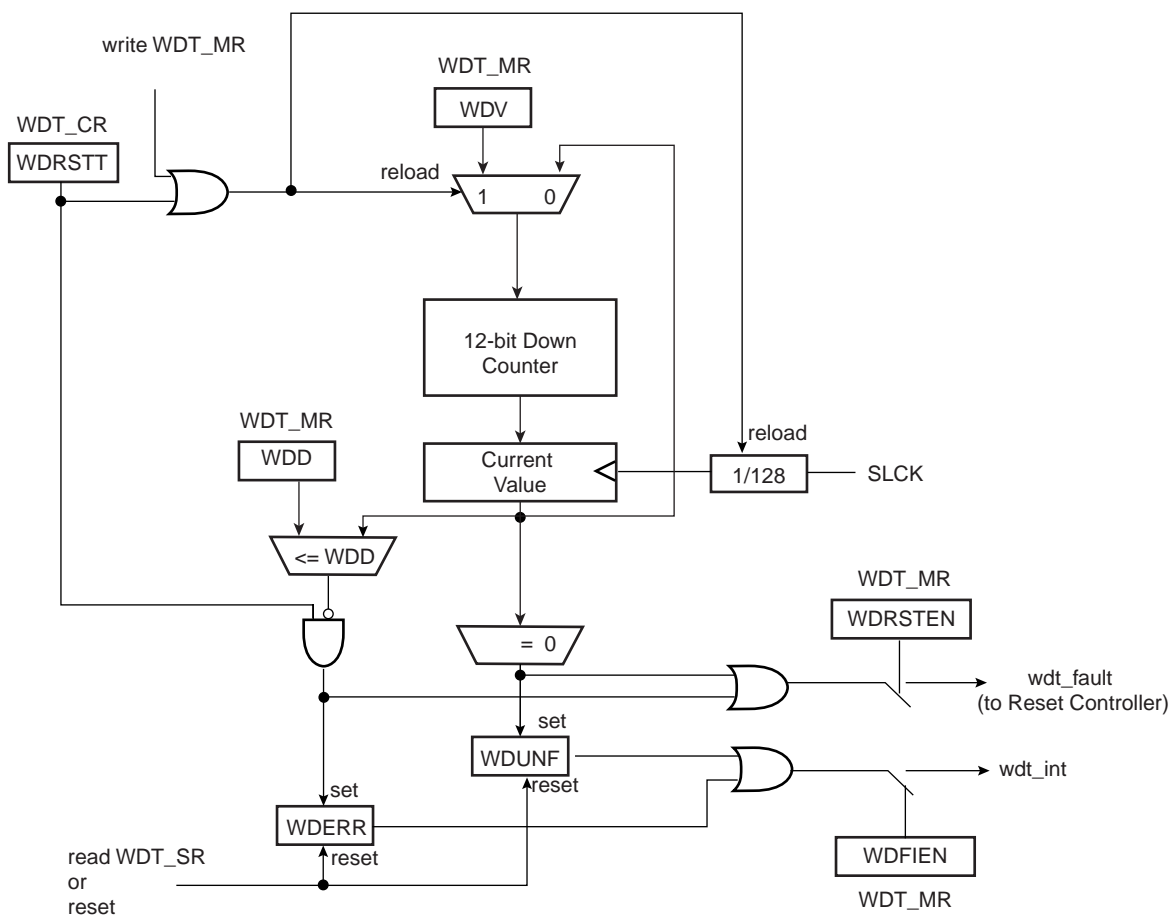 write WDT_MR
WDT_MR
WDV
WDT_CR
WDRSTT
reload
1 0
12-bit Down
Counter
WDT_MR
WDD
reload
Current
Value
1/128
SLCK
<= WDD
WDT_MR
WDRSTEN
= 0
wdt_fault
(to Reset Controller)
set
WDUNF
reset
wdt_int
set
WDERR
reset
read WDT_SR
or
reset
WDFIEN
WDT_MR